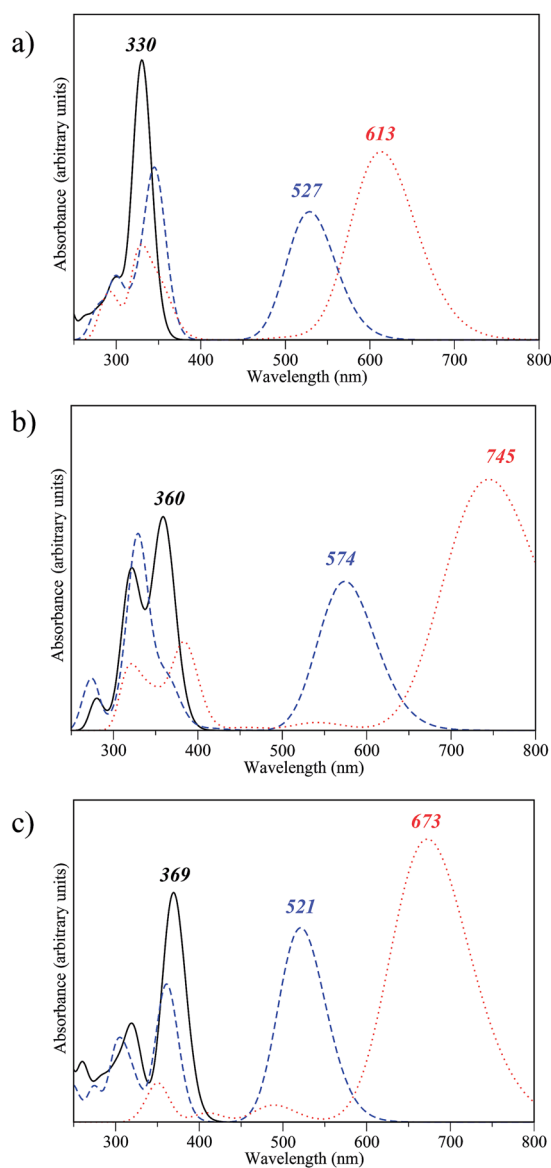 a)
330
613
527
Absorbance (arbitrary units)
300 400 500 600 700 800
Wavelength (nm)
b)
745
360
574
Absorbance (arbitrary units)
300 400 500 600 700 800
Wavelength (nm)
c)
673
369
521
Absorbance (arbitrary units)
300 400 500 600 700 800
Wavelength (nm)